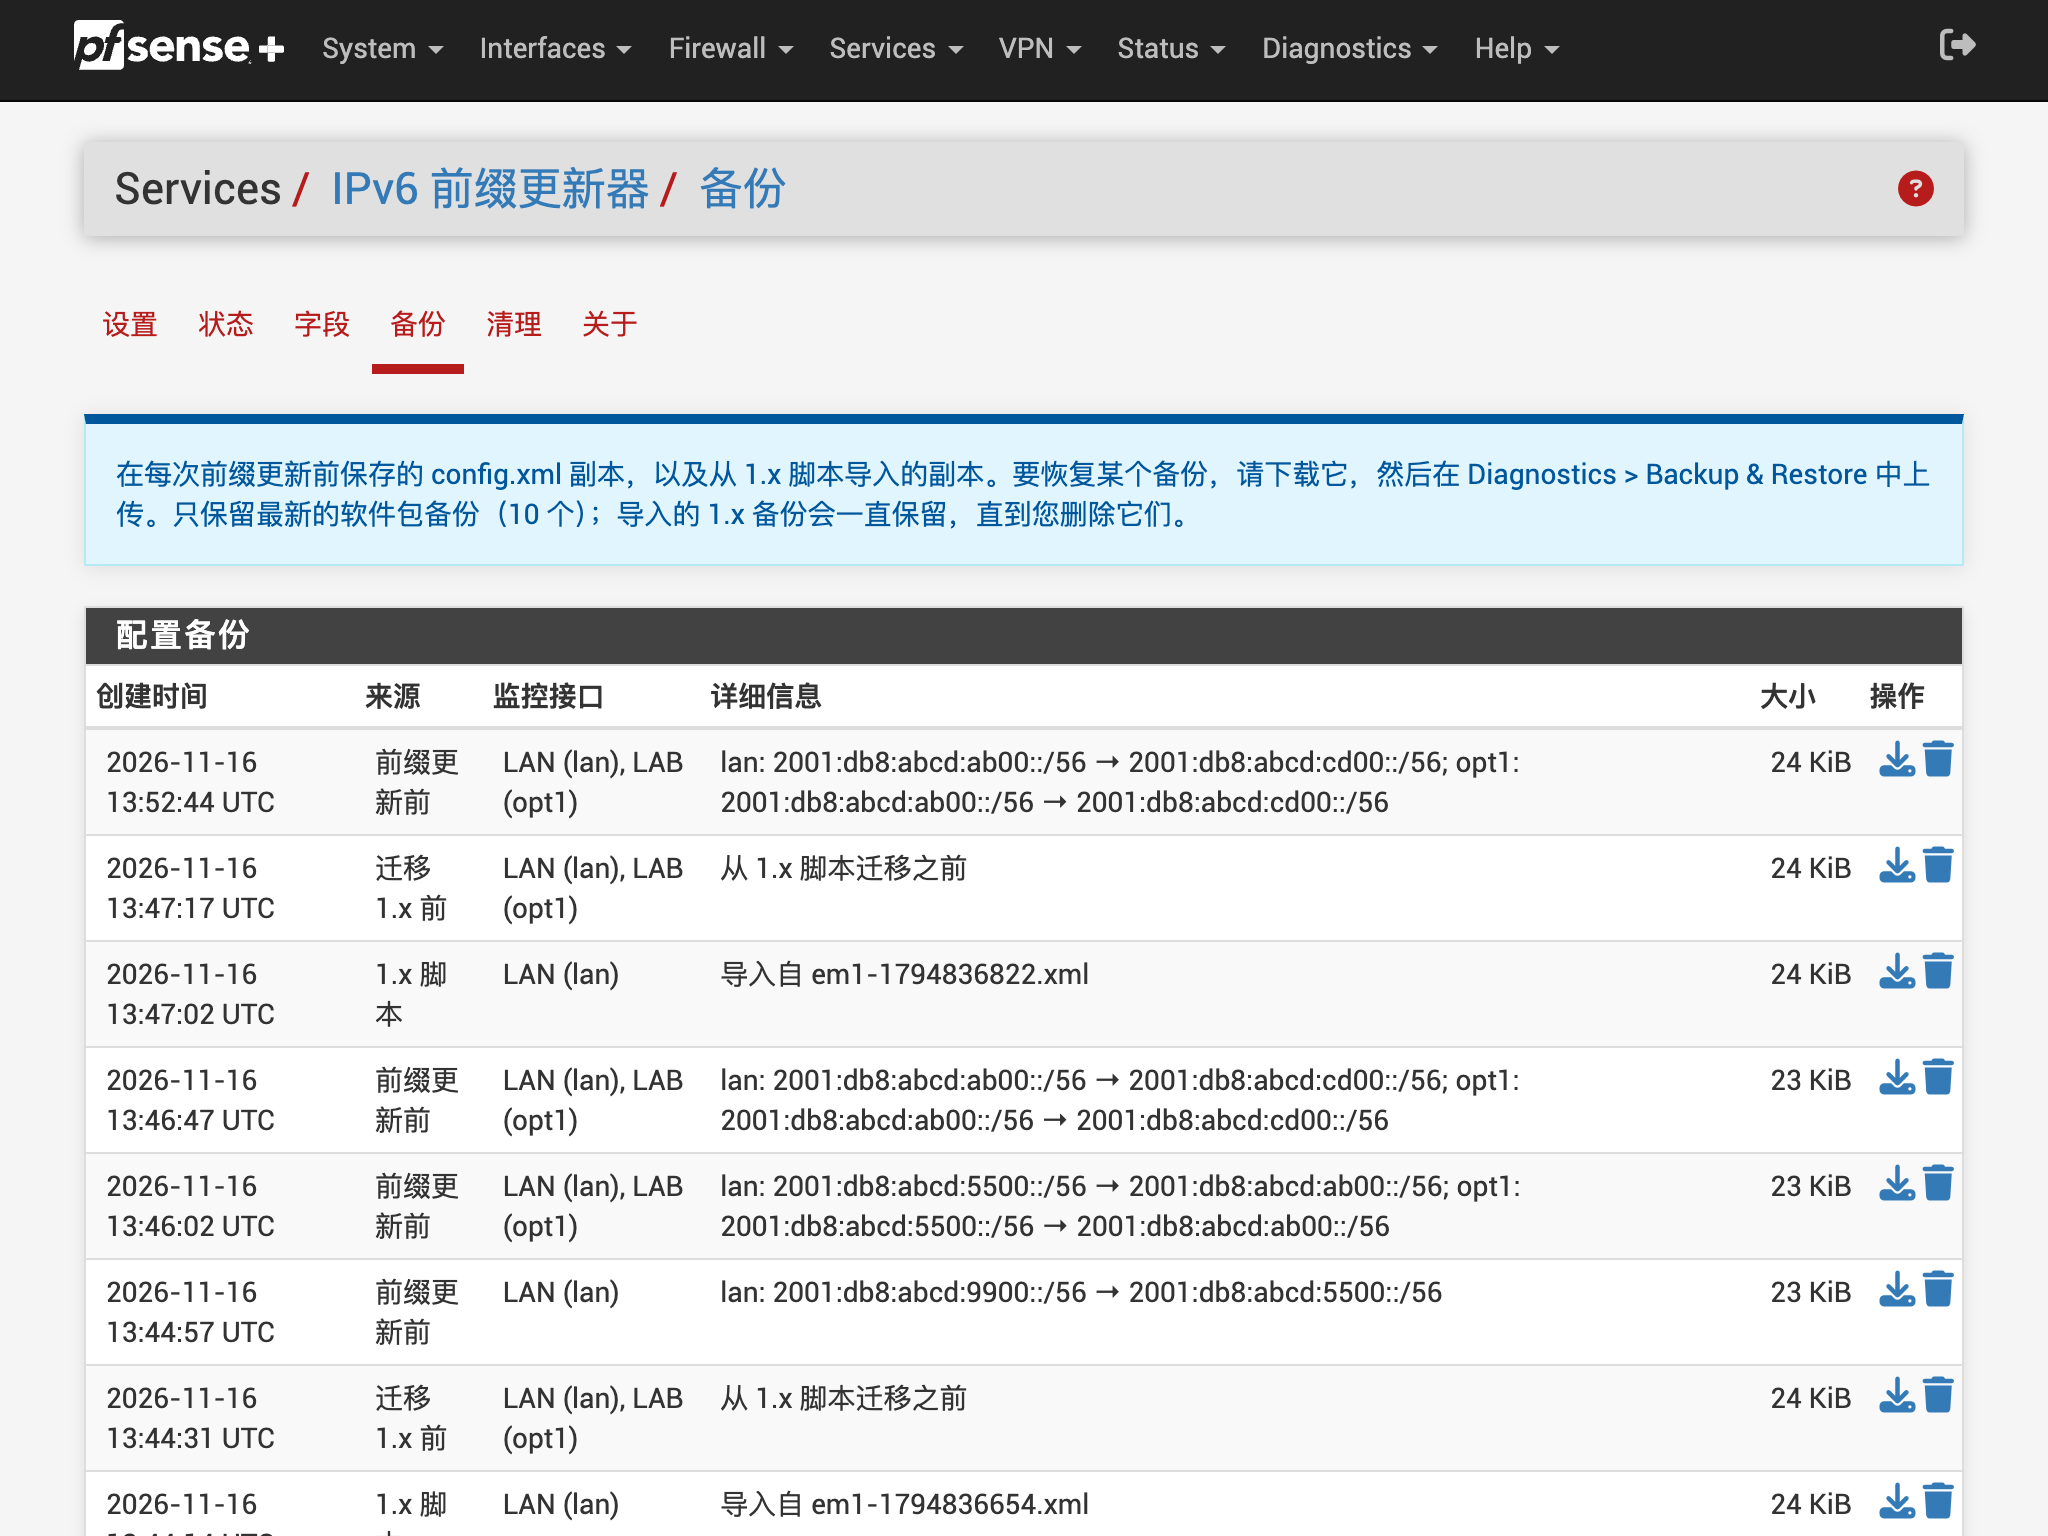 pfsense+ System Interfaces Firewall Services VPN Status Diagnostics Help
Services / IPv6 前缀更新器 / 备份
设置 状态 字段 备份 清理 关于
在每次前缀更新前保存的 config.xml 副本，以及从 1.x 脚本导入的副本。要恢复某个备份，请下载它，然后在 Diagnostics > Backup & Restore 中上
传。只保留最新的软件包备份（10 个）；导入的 1.x 备份会一直保留，直到您删除它们。
配置备份
创建时间 来源 监控接口 详细信息 大小 操作
2026-11-16 前缀更 LAN (lan), LAB lan: 2001:db8:abcd:ab00::/56 → 2001:db8:abcd:cd00::/56; opt1: 24 KiB
13:52:44 UTC 新前 (opt1) 2001:db8:abcd:ab00::/56 → 2001:db8:abcd:cd00::/56
2026-11-16 迁移 LAN (lan), LAB 从 1.x 脚本迁移之前 24 KiB
13:47:17 UTC 1.x 前 (opt1)
2026-11-16 1.x 脚 LAN (lan) 导入自 em1-1794836822.xml 24 KiB
13:47:02 UTC 本
2026-11-16 前缀更 LAN (lan), LAB lan: 2001:db8:abcd:ab00::/56 → 2001:db8:abcd:cd00::/56; opt1: 23 KiB
13:46:47 UTC 新前 (opt1) 2001:db8:abcd:ab00::/56 → 2001:db8:abcd:cd00::/56
2026-11-16 前缀更 LAN (lan), LAB lan: 2001:db8:abcd:5500::/56 → 2001:db8:abcd:ab00::/56; opt1: 23 KiB
13:46:02 UTC 新前 (opt1) 2001:db8:abcd:5500::/56 → 2001:db8:abcd:ab00::/56
2026-11-16 前缀更 LAN (lan) lan: 2001:db8:abcd:9900::/56 → 2001:db8:abcd:5500::/56 23 KiB
13:44:57 UTC 新前
2026-11-16 迁移 LAN (lan), LAB 从 1.x 脚本迁移之前 24 KiB
13:44:31 UTC 1.x 前 (opt1)
2026-11-16 1.x 脚 LAN (lan) 导入自 em1-1794836654.xml 24 KiB